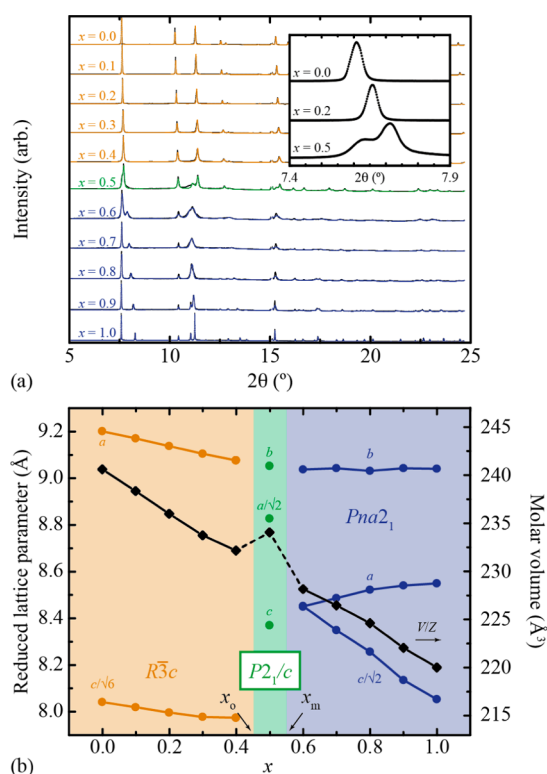 x = 0.0
x = 0.1
x = 0.2
x = 0.3
x = 0.4
x = 0.5
x = 0.6
x = 0.7
x = 0.8
x = 0.9
x = 1.0
Intensity (arb.)
x = 0.0
x = 0.2
x = 0.5
7.4 2θ (º) 7.9
5 10 15 20 25
2θ (º)
(a)
9.2
9.0
8.8
8.6
8.4
8.2
8.0
Reduced lattice parameter (Å)
a
b
b
a/√2
Pna2₁
a
c
V/Z
c/√2
R3̅c
P2₁/c
c/√6
xₒ
xₘ
245
240
235
230
225
220
215
Molar volume (Å³)
0.0 0.2 0.4 0.6 0.8 1.0
x
(b)